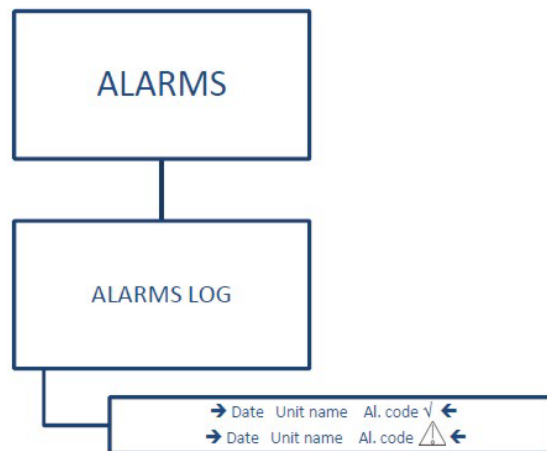 ALARMS
ALARMS LOG
➔ Date Unit name Al. code √ 🡰
➔ Date Unit name Al. code ⚠ 🡰